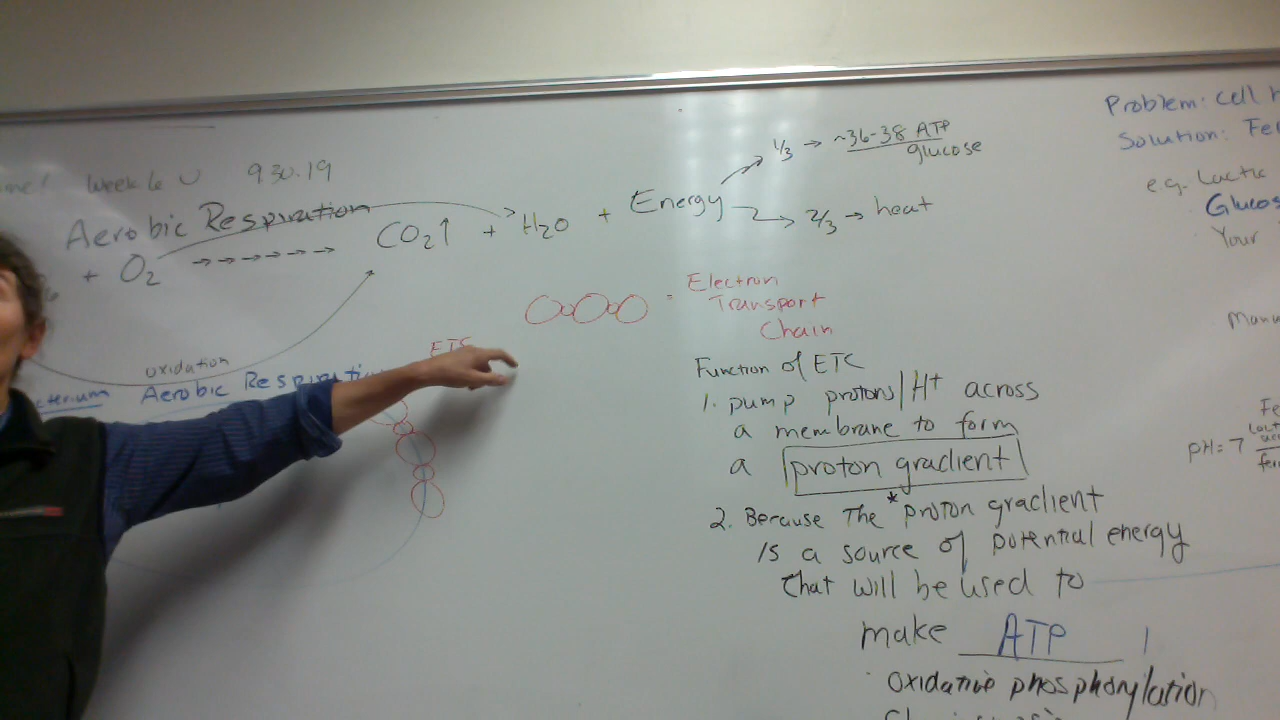 Week 6 U 9 30.19
Aerobic Respiration
+ O2 →→→→→→→ CO2↑ + H2O + Energy
1/3 → ~36-38 ATP
glucose
2/3 → heat
oxidation
Aerobic Respiration
ETS
= Electron
Transport
Chain
Function of ETC
1. pump protons/H+ across
a membrane to form
a proton gradient
2. Because The *proton gradient
is a source of potential energy
that will be used to
make ATP
oxidative phosphorylation
Problem: cell
Solution: Fe
e.g. Lactic
Glucos
Your
pH=7